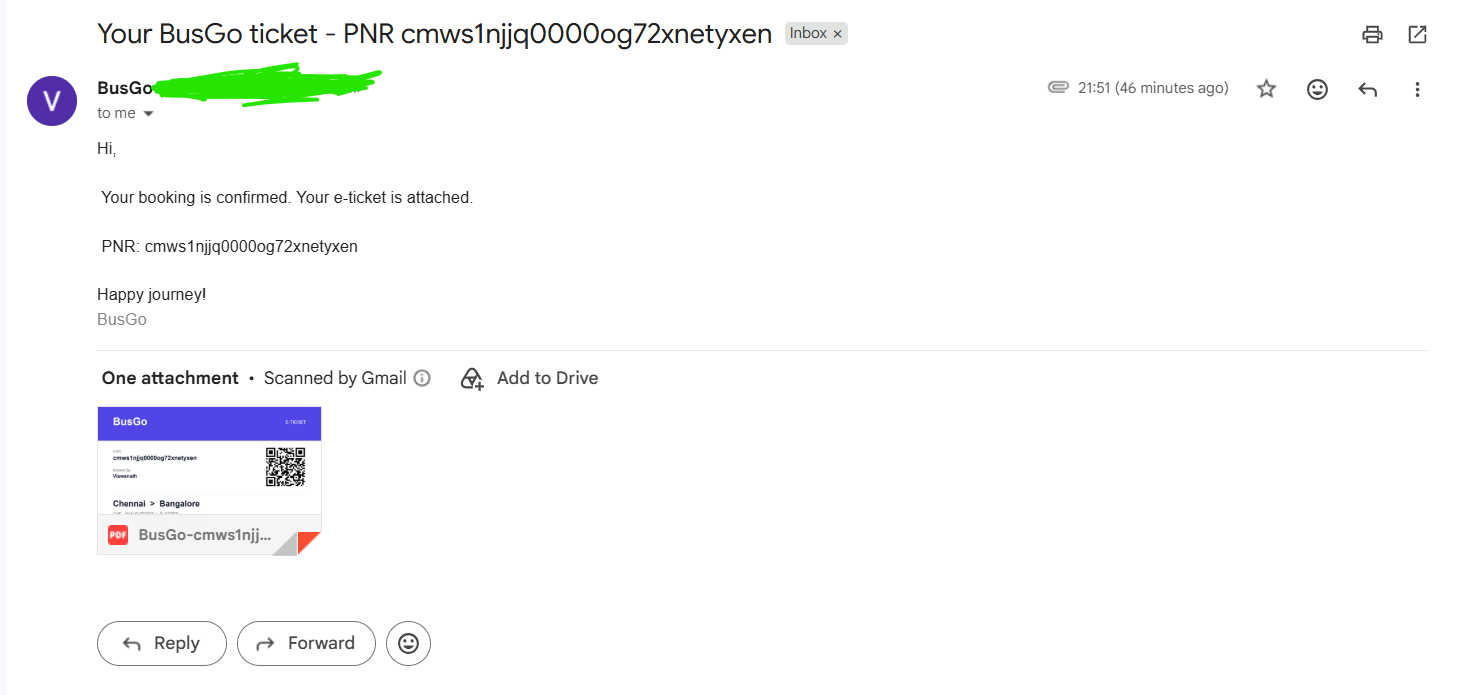 Your BusGo ticket - PNR cmws1njjq0000og72xnetyxen Inbox ×
V
BusGo
21:51 (46 minutes ago)
to me
Hi,
Your booking is confirmed. Your e-ticket is attached.
PNR: cmws1njjq0000og72xnetyxen
Happy journey!
BusGo
One attachment • Scanned by Gmail
Add to Drive
BusGo
E-TICKET
PNR
cmws1njjq0000og72xnetyxen
Viswanath
Chennai > Bangalore
PDF BusGo-cmws1njj...
Reply
Forward